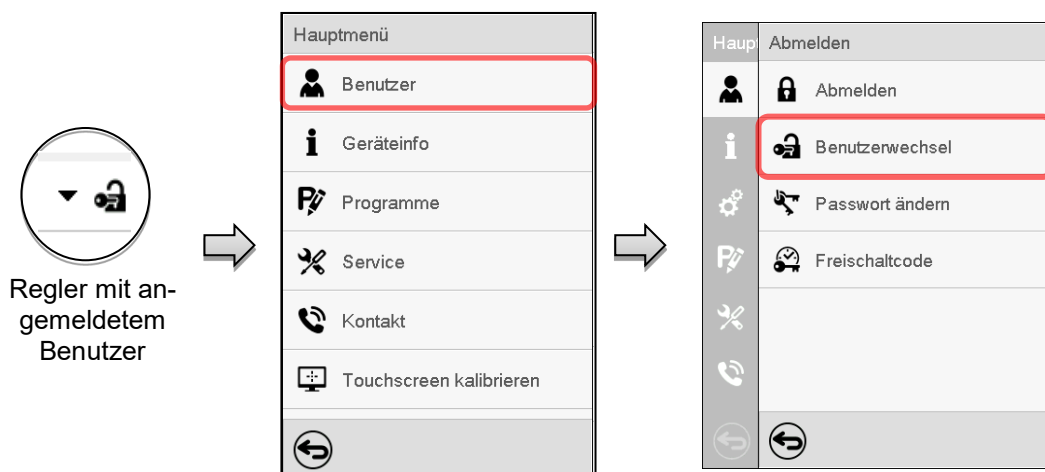 Regler mit an-
gemeldetem
Benutzer
Hauptmenü
Benutzer
Geräteinfo
Programme
Service
Kontakt
Touchscreen kalibrieren
Haup
Abmelden
Abmelden
Benutzerwechsel
Passwort ändern
Freischaltcode